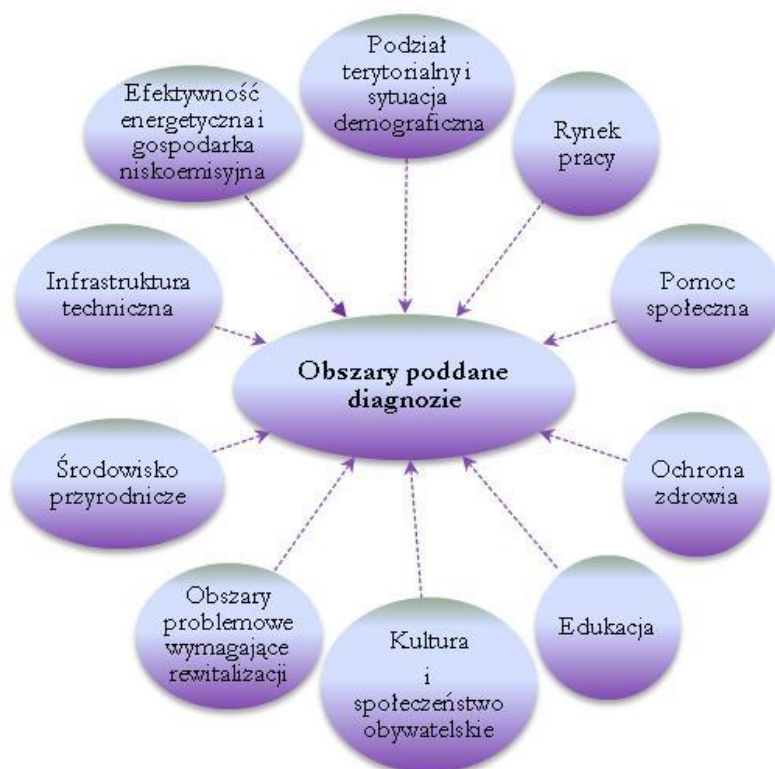 Podział
terytorialny i
sytuacja
demograficzna
Rynek
pracy
Pomoc
społeczna
Ochrona
zdrowia
Edukacja
Kultura
i
społeczeństwo
obywatelskie
Obszary
problemowe
wymagające
rewitalizacji
Środowisko
przyrodnicze
Infrastruktura
techniczna
Efektywność
energetyczna i
gospodarka
niskoemisyjna
Obszary poddane
diagnozie